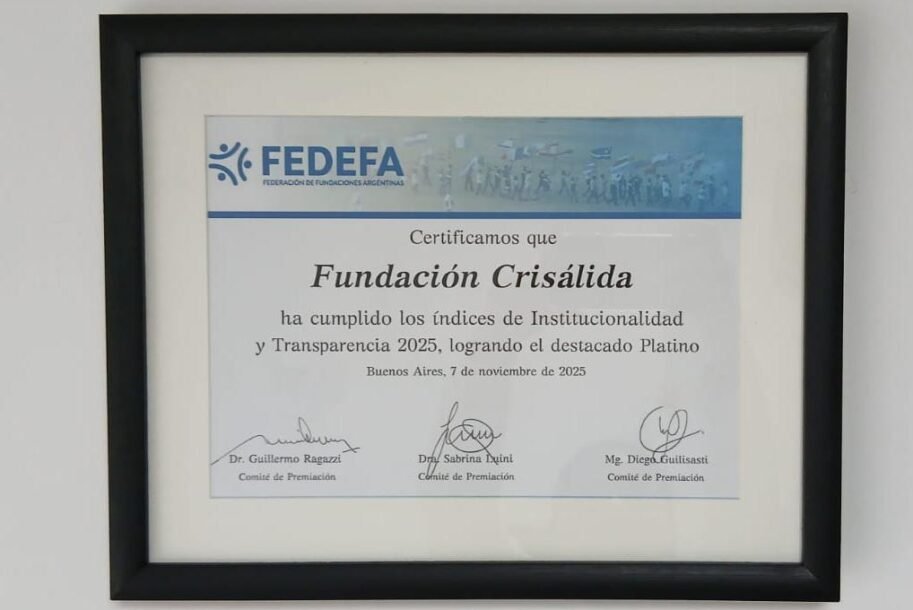 FEDEFA
FEDERACIÓN DE FUNDACIONES ARGENTINAS
Certificamos que
Fundación Crisálida
ha cumplido los índices de Institucionalidad
y Transparencia 2025, logrando el destacado Platino
Buenos Aires, 7 de noviembre de 2025
Dr. Guillermo Ragazzi
Comité de Premiación
Dra. Sabrina Luini
Comité de Premiación
Mg. Diego Guilisasti
Comité de Premiación